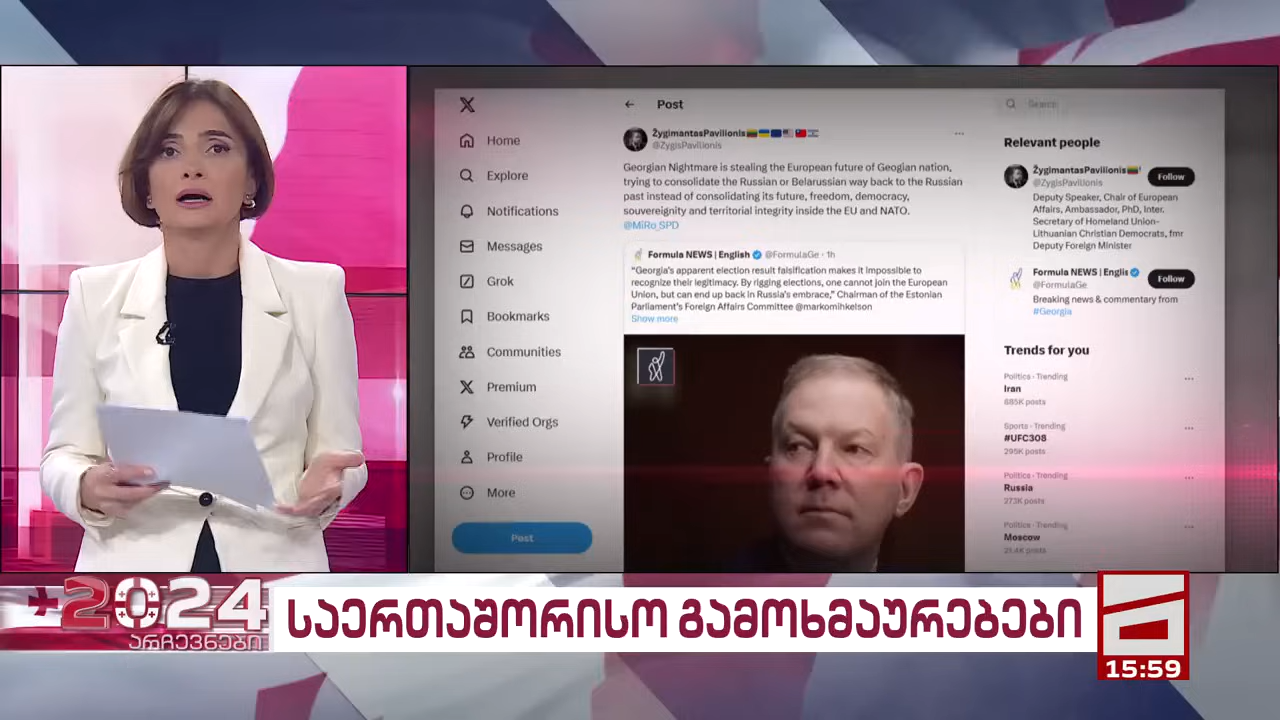 Home
Explore
Notifications
Messages
Grok
Bookmarks
Communities
Premium
Verified Orgs
Profile
More
Post
Post
ŽygimantasPavilionis
@ZygisPavilionis
Georgian Nightmare is stealing the European future of Geogian nation,
trying to consolidate the Russian or Belarussian way back to the Russian
past instead of consolidating its future, freedom, democracy,
souvereignity and territorial integrity inside the EU and NATO.
@MiRo_SPD
Formula NEWS | English @FormulaGe · 1h
“Georgia's apparent election result falsification makes it impossible to
recognize their legitimacy. By rigging elections, one cannot join the European
Union, but can end up back in Russia's embrace,” Chairman of the Estonian
Parliament's Foreign Affairs Committee @markomihkelson
Show more
Search
Relevant people
ŽygimantasPavilionis
@ZygisPavilionis
Follow
Deputy Speaker, Chair of European
Affairs, Ambassador, PhD, Inter.
Secretary of Homeland Union-
Lithuanian Christian Democrats, fmr
Deputy Foreign Minister
Formula NEWS | Englis
@FormulaGe
Follow
Breaking news & commentary from
#Georgia
Trends for you
Politics · Trending
Iran
885K posts
Sports · Trending
#UFC308
295K posts
Politics · Trending
Russia
273K posts
Politics · Trending
Moscow
21.4K posts
2024
არჩევნები
საერთაშორისო გამოხმაურებები
15:59